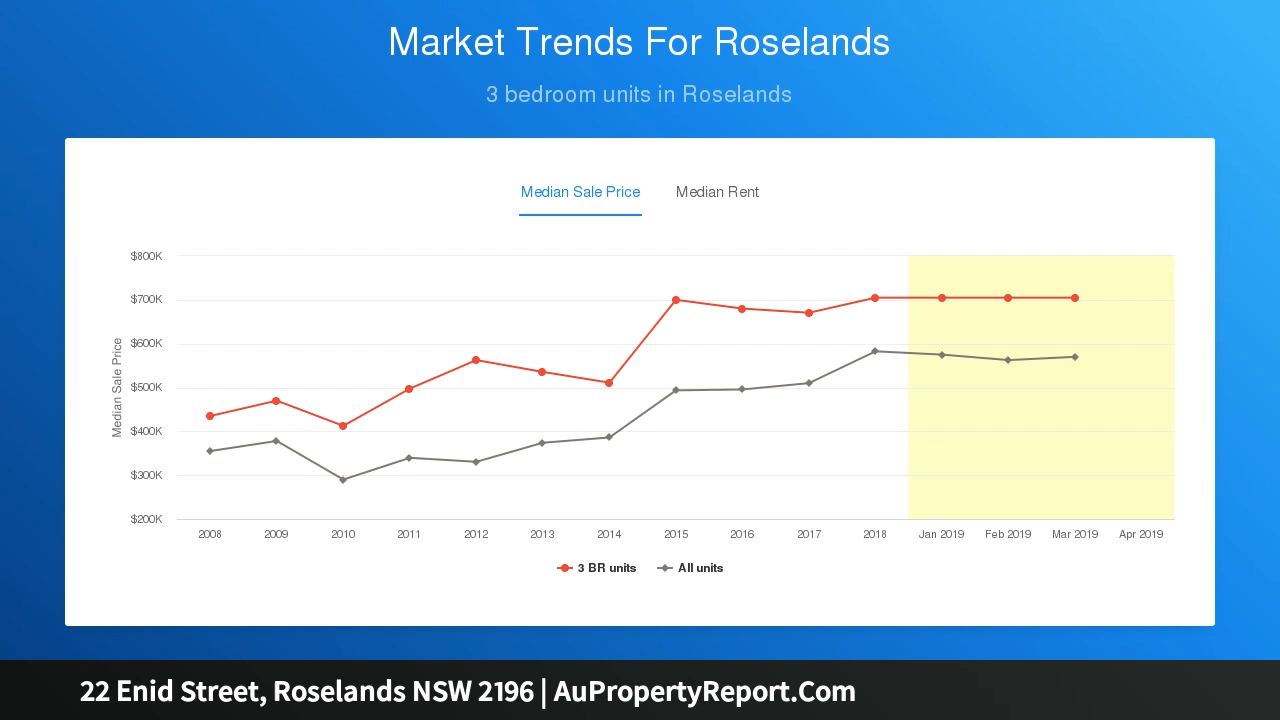 Market Trends For Roselands
3 bedroom units in Roselands
Median Sale Price Median Rent
$800K
$700K
$600K
$500K
$400K
$300K
$200K
Median Sale Price
2008 2009 2010 2011 2012 2013 2014 2015 2016 2017 2018 Jan 2019 Feb 2019 Mar 2019 Apr 2019
3 BR units All units
22 Enid Street, Roselands NSW 2196 | AuPropertyReport.Com